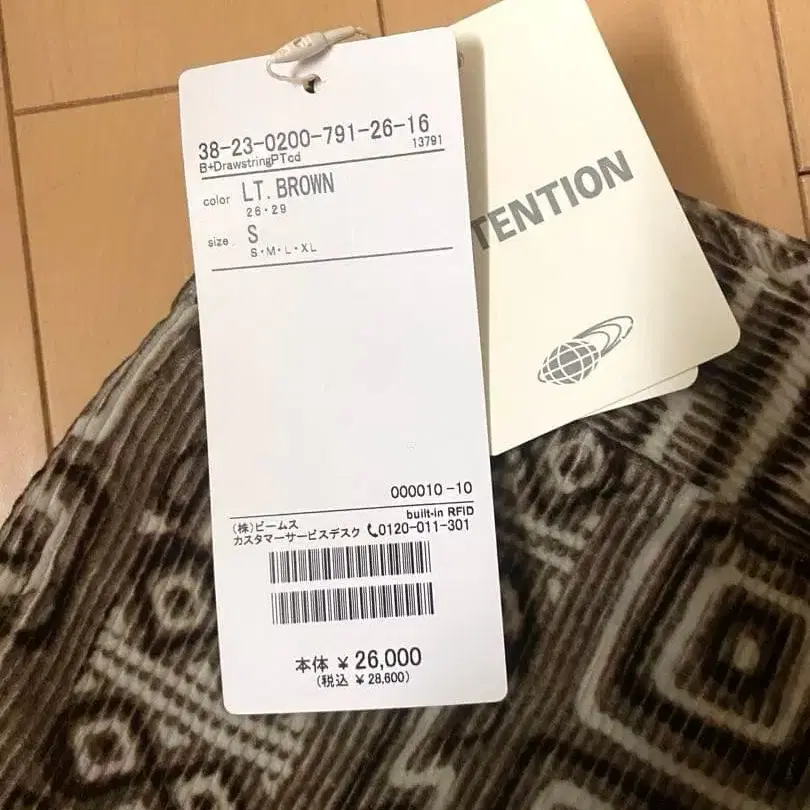 38-23-0200-791-26-16
B+DrawstringPTcd
13791
color LT. BROWN
26・29
size S
S・M・L・XL
000010-10
built-in RFID
(株)ビームス
カスタマーサービスデスク 0120-011-301
本体 ¥26,000
(税込 ¥28,600)
TENTION